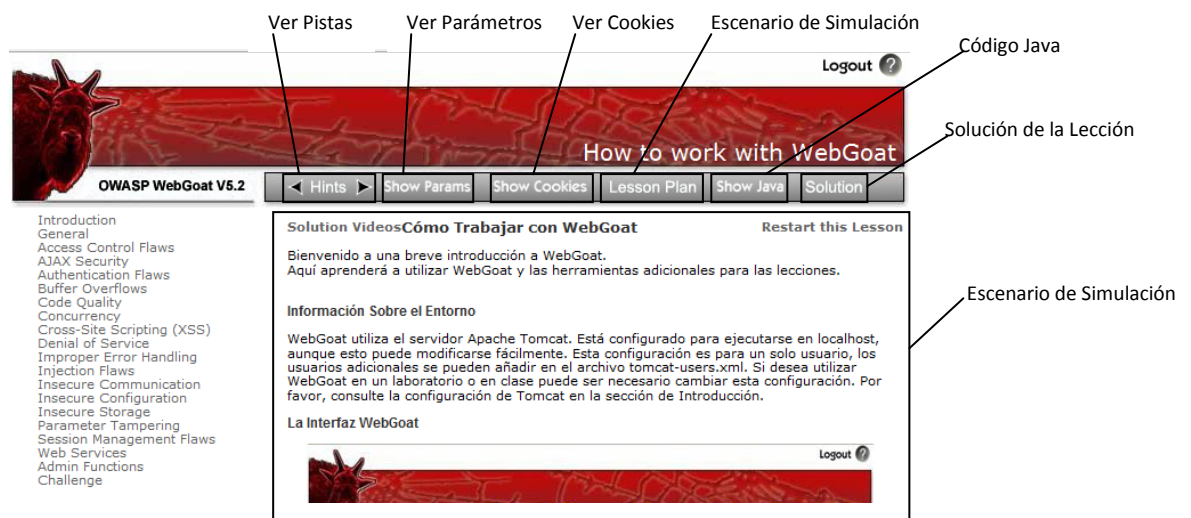 Ver Pistas
Ver Parámetros
Ver Cookies
Escenario de Simulación
Código Java
Logout ?
Solución de la Lección
How to work with WebGoat
OWASP WebGoat V5.2
Hints
Show Params
Show Cookies
Lesson Plan
Show Java
Solution
Introduction
General
Access Control Flaws
AJAX Security
Authentication Flaws
Buffer Overflows
Code Quality
Concurrency
Cross-Site Scripting (XSS)
Denial of Service
Improper Error Handling
Injection Flaws
Insecure Communication
Insecure Configuration
Insecure Storage
Parameter Tampering
Session Management Flaws
Web Services
Admin Functions
Challenge
Solution VideosCómo Trabajar con WebGoat
Restart this Lesson
Bienvenido a una breve introducción a WebGoat.
Aquí aprenderá a utilizar WebGoat y las herramientas adicionales para las lecciones.
Información Sobre el Entorno
WebGoat utiliza el servidor Apache Tomcat. Está configurado para ejecutarse en localhost,
aunque esto puede modificarse fácilmente. Esta configuración es para un solo usuario, los
usuarios adicionales se pueden añadir en el archivo tomcat-users.xml. Si desea utilizar
WebGoat en un laboratorio o en clase puede ser necesario cambiar esta configuración. Por
favor, consulte la configuración de Tomcat en la sección de Introducción.
La Interfaz WebGoat
Logout ?
Escenario de Simulación